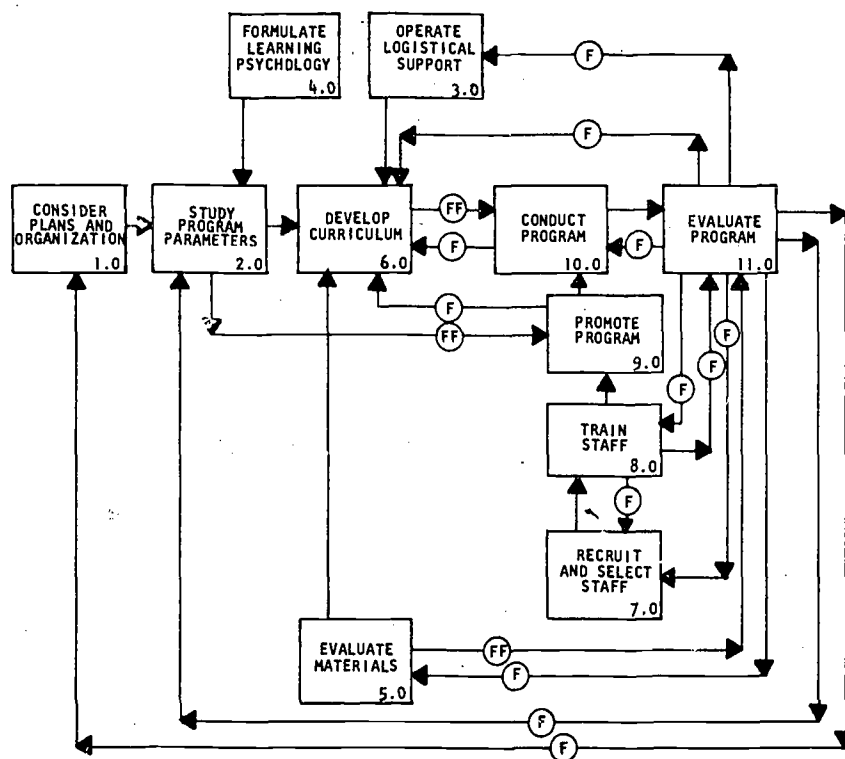 FORMULATE
LEARNING
PSYCHOLOGY
4.0
OPERATE
LOGISTICAL
SUPPORT
3.0
F
F
CONSIDER
PLANS AND
ORGANIZATION
1.0
STUDY
PROGRAM
PARAMETERS
2.0
DEVELOP
CURRICULUM
6.0
FF
F
CONDUCT
PROGRAM
10.0
F
EVALUATE
PROGRAM
11.0
F
FF
PROMOTE
PROGRAM
9.0
F
F
F
TRAIN
STAFF
8.0
F
RECRUIT
AND SELECT
STAFF
7.0
EVALUATE
MATERIALS
5.0
FF
F
F
F